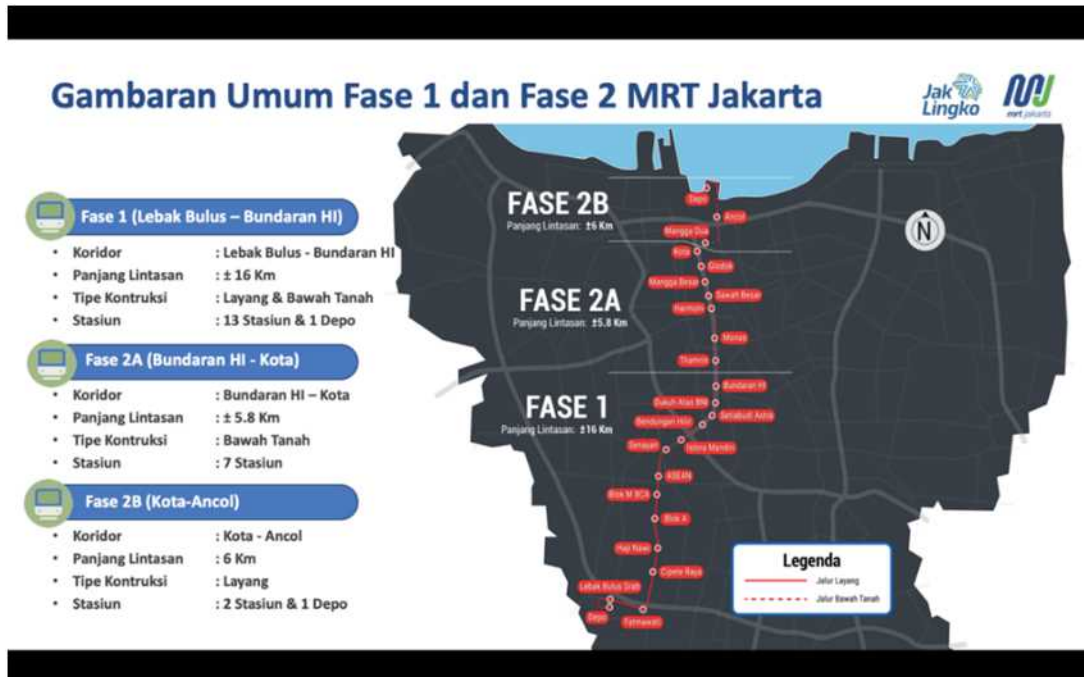 Gambaran Umum Fase 1 dan Fase 2 MRT Jakarta
Jak Lingko
mrt jakarta
Fase 1 (Lebak Bulus – Bundaran HI)
• Koridor : Lebak Bulus - Bundaran HI
• Panjang Lintasan : ± 16 Km
• Tipe Kontruksi : Layang & Bawah Tanah
• Stasiun : 13 Stasiun & 1 Depo
Fase 2A (Bundaran HI - Kota)
• Koridor : Bundaran HI – Kota
• Panjang Lintasan : ± 5.8 Km
• Tipe Kontruksi : Bawah Tanah
• Stasiun : 7 Stasiun
Fase 2B (Kota-Ancol)
• Koridor : Kota - Ancol
• Panjang Lintasan : 6 Km
• Tipe Kontruksi : Layang
• Stasiun : 2 Stasiun & 1 Depo
FASE 2B
Panjang Lintasan: ±6 Km
Depo
Ancol
Mangga Dua
N
Kota
Glodok
Mangga Besar
Sawah Besar
Harmoni
FASE 2A
Panjang Lintasan: ±5.8 Km
Monas
Thamrin
Bundaran HI
Dukuh Atas BNI
Setiabudi Astra
FASE 1
Panjang Lintasan: ±16 Km
Bendungan Hilir
Istora Mandiri
Senayan
ASEAN
Blok M BCA
Blok A
Haji Nawi
Cipete Raya
Lebak Bulus Grab
Depo
Fatmawati
Legenda
Jalur Layang
Jalur Bawah Tanah